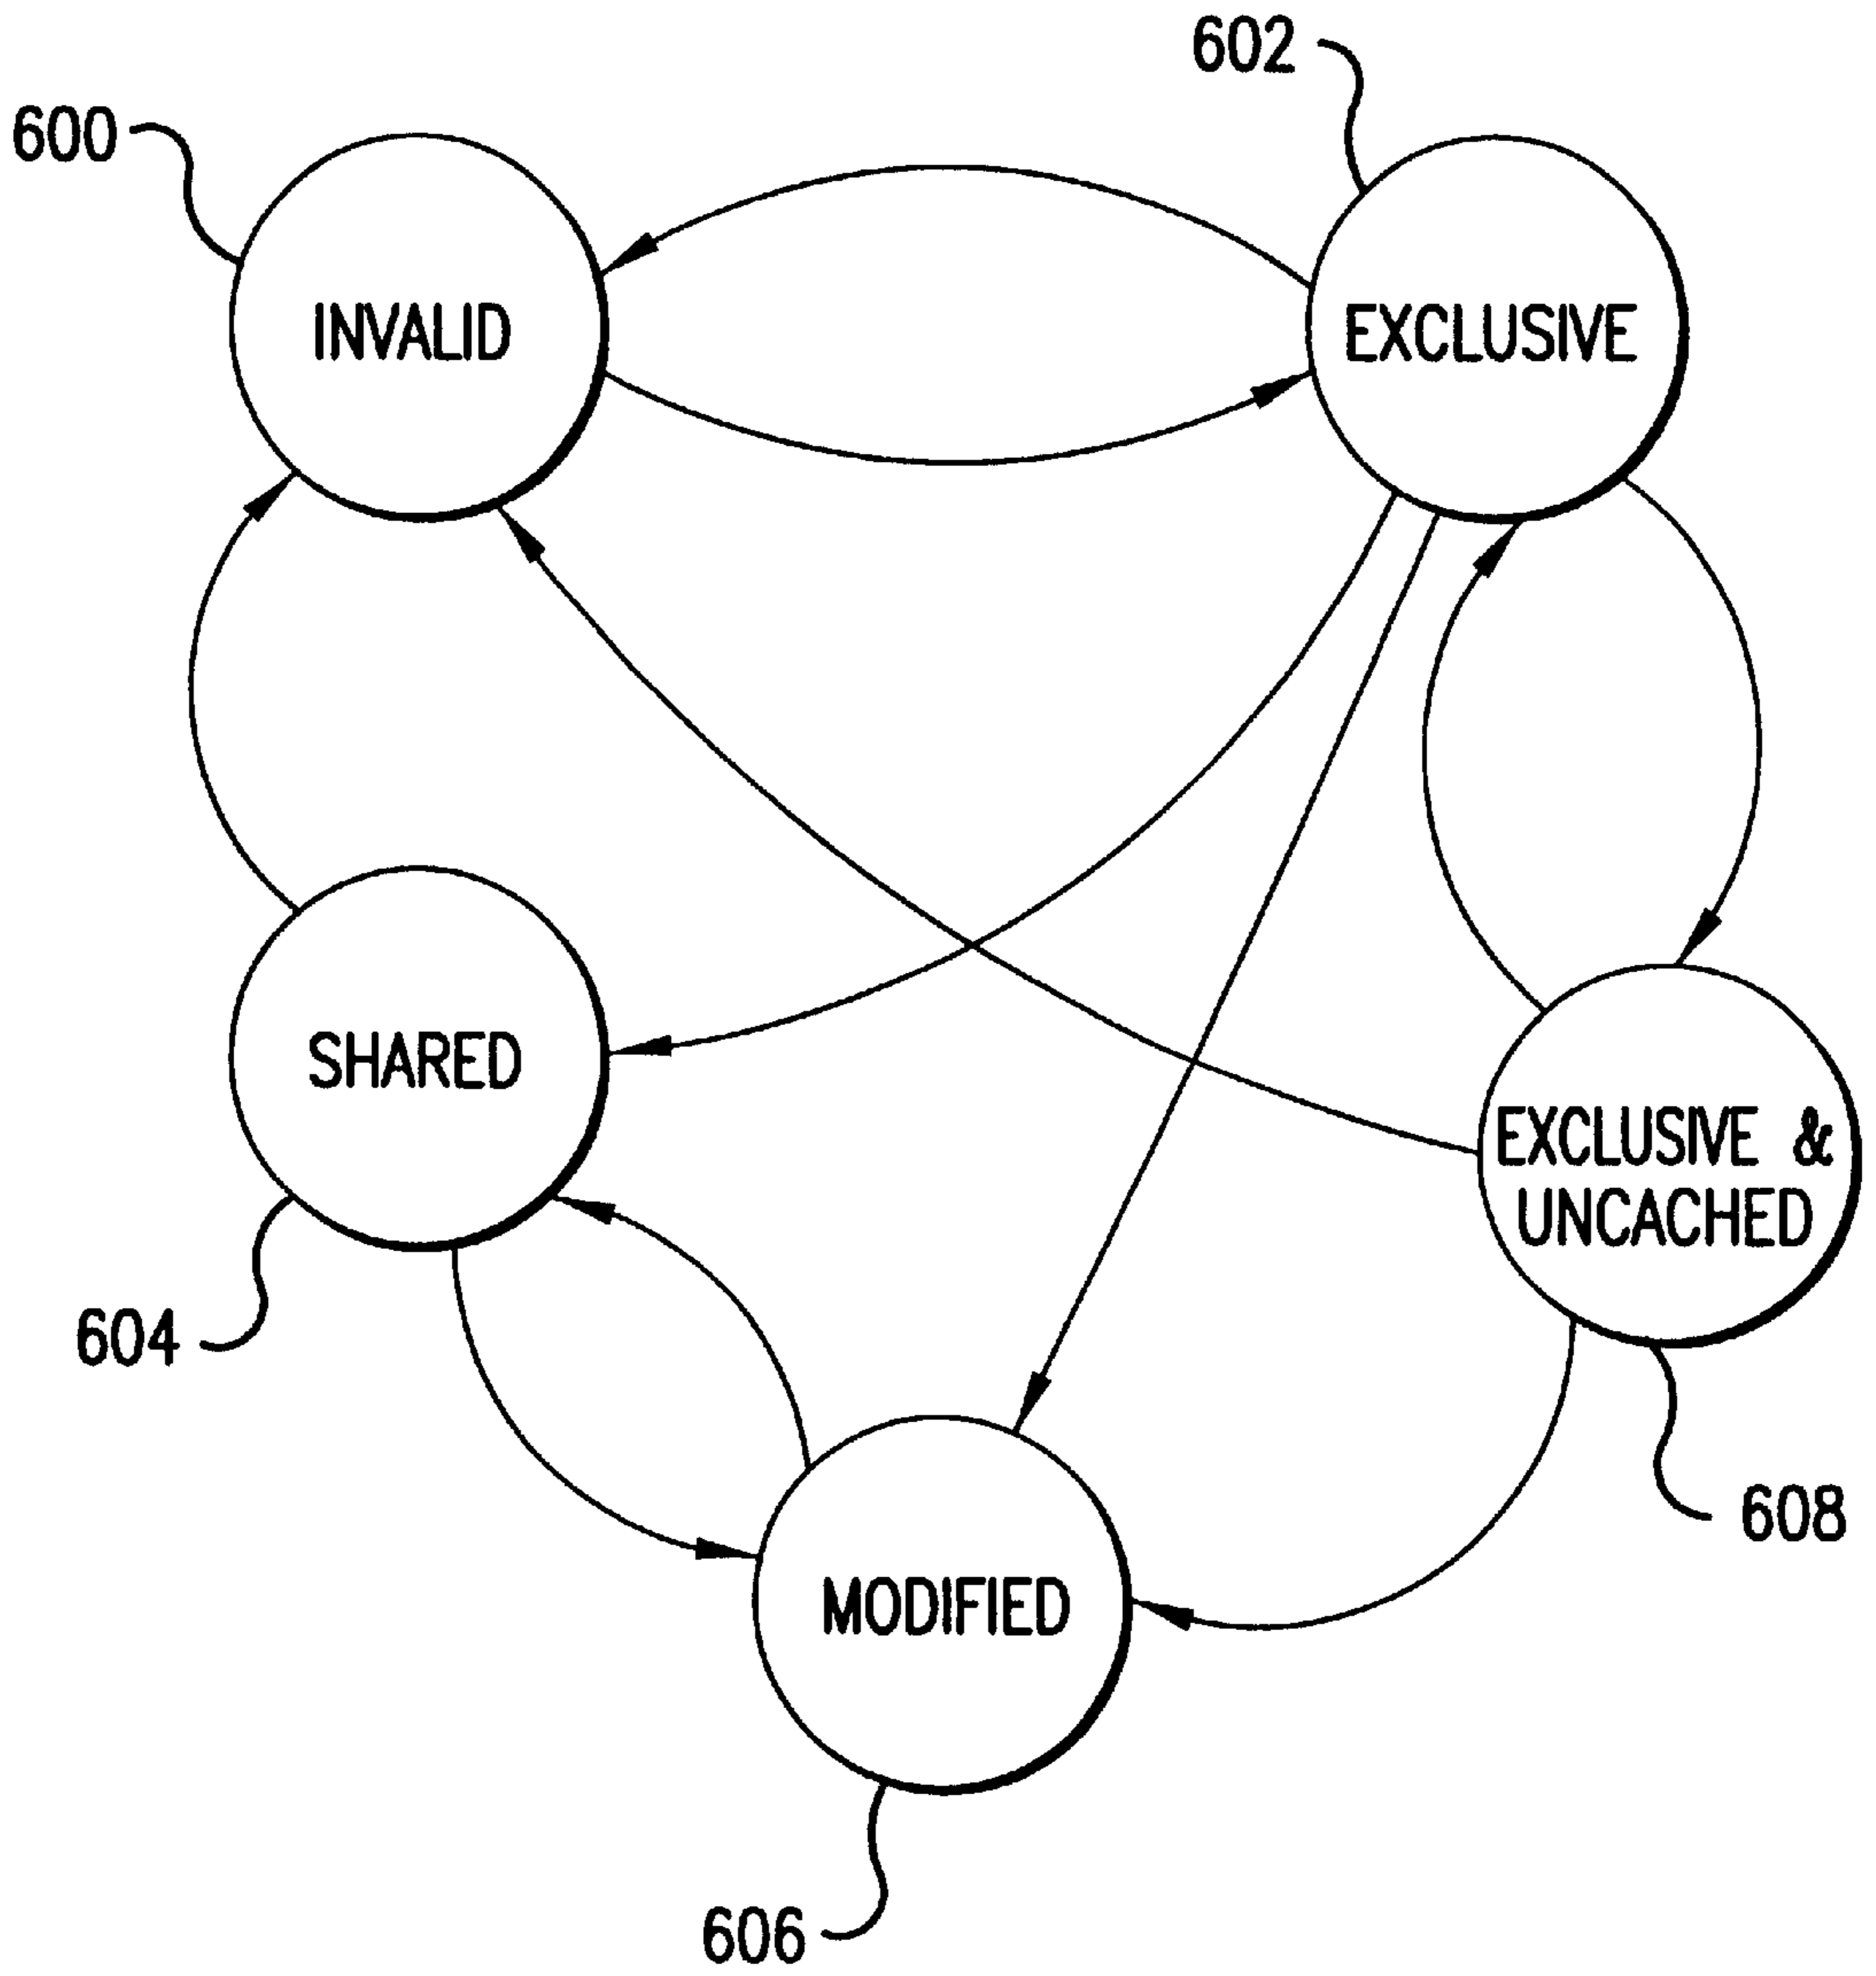 602
600
INVALID
EXCLUSIVE
SHARED
EXCLUSIVE &
UNCACHED
604
608
MODIFIED
606